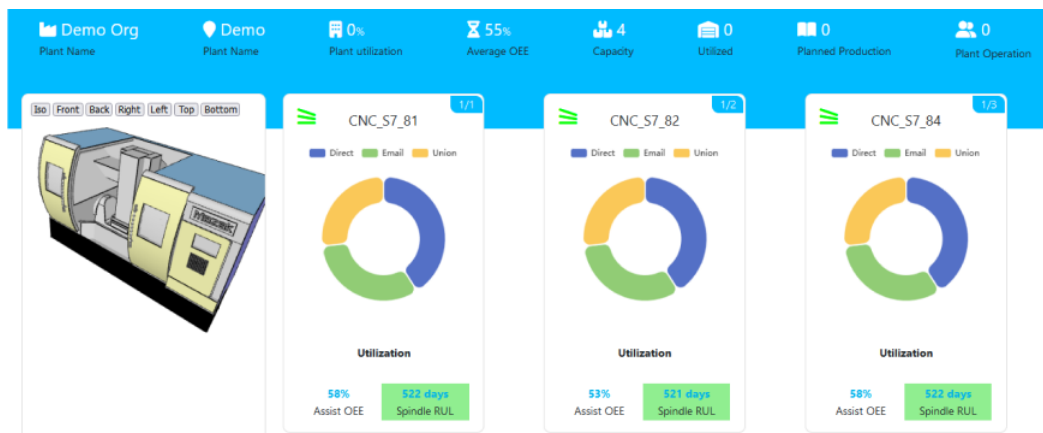 Demo Org
Plant Name
Demo
Plant Name
0%
Plant utilization
55%
Average OEE
4
Capacity
0
Utilized
0
Planned Production
0
Plant Operation
Iso Front Back Right Left Top Bottom
Mazak
1/1
CNC_S7_81
Direct Email Union
Utilization
58%
Assist OEE
522 days
Spindle RUL
1/2
CNC_S7_82
Direct Email Union
Utilization
53%
Assist OEE
521 days
Spindle RUL
1/3
CNC_S7_84
Direct Email Union
Utilization
58%
Assist OEE
522 days
Spindle RUL